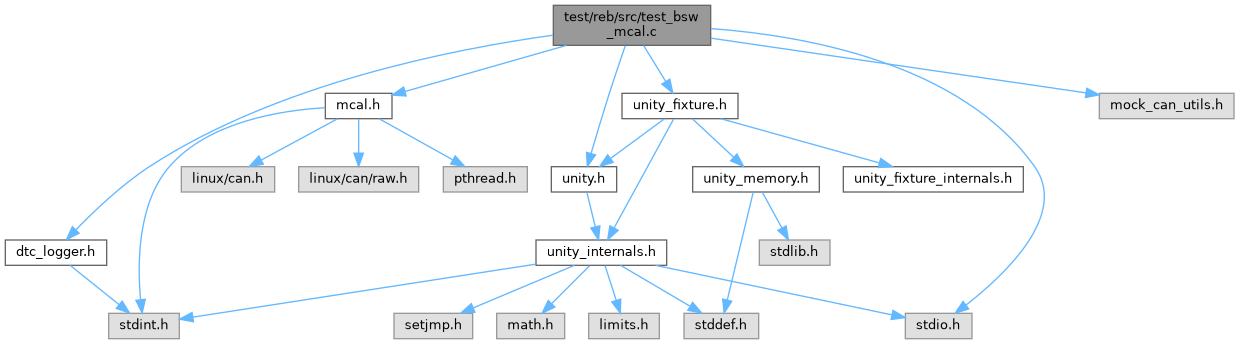 test/reb/src/test_bsw
_mcal.c
mcal.h
unity_fixture.h
mock_can_utils.h
linux/can.h
linux/can/raw.h
pthread.h
unity.h
unity_memory.h
unity_fixture_internals.h
dtc_logger.h
unity_internals.h
stdlib.h
stdint.h
setjmp.h
math.h
limits.h
stddef.h
stdio.h